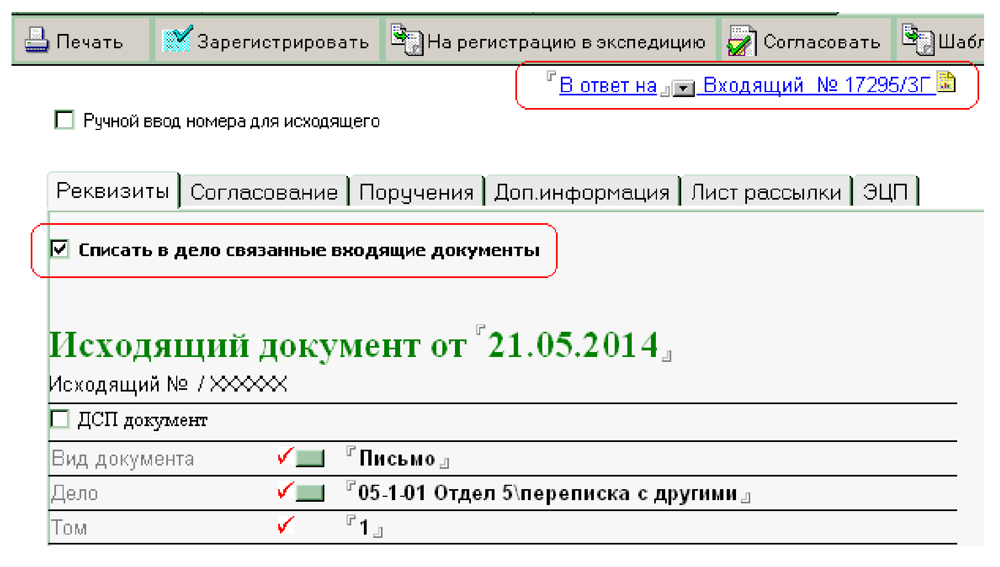 Печать Зарегистрировать На регистрацию в экспедицию Согласовать Шабл
В ответ на Входящий № 17295/ЗГ
Ручной ввод номера для исходящего
Реквизиты Согласование Поручения Доп.информация Лист рассылки ЭЦП
Списать в дело связанные входящие документы
Исходящий документ от 21.05.2014
Исходящий № / XXXXXX
ДСП документ
Вид документа Письмо
Дело 05-1-01 Отдел 5\переписка с другими
Том 1